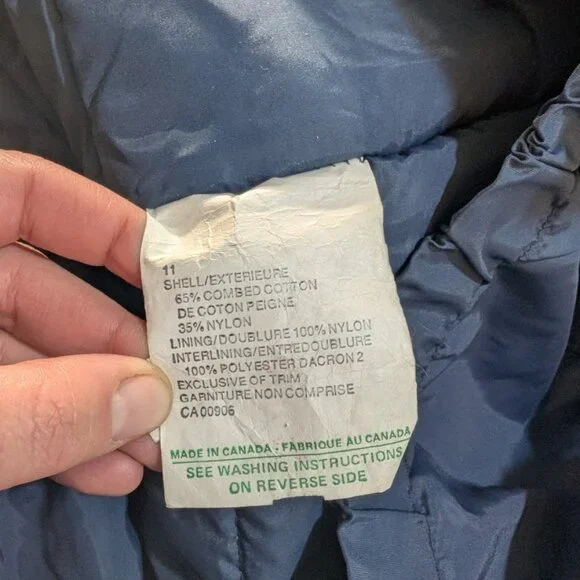 11
SHELL/EXTERIEURE
65% COMBED COTTON
DE COTON PEIGNE
35% NYLON
LINING/DOUBLURE 100% NYLON
INTERLINING/ENTREDOUBLURE
100% POLYESTER DACRON 2
EXCLUSIVE OF TRIM
GARNITURE NON COMPRISE
CA 00906
MADE IN CANADA - FABRIQUE AU CANADA
SEE WASHING INSTRUCTIONS
ON REVERSE SIDE